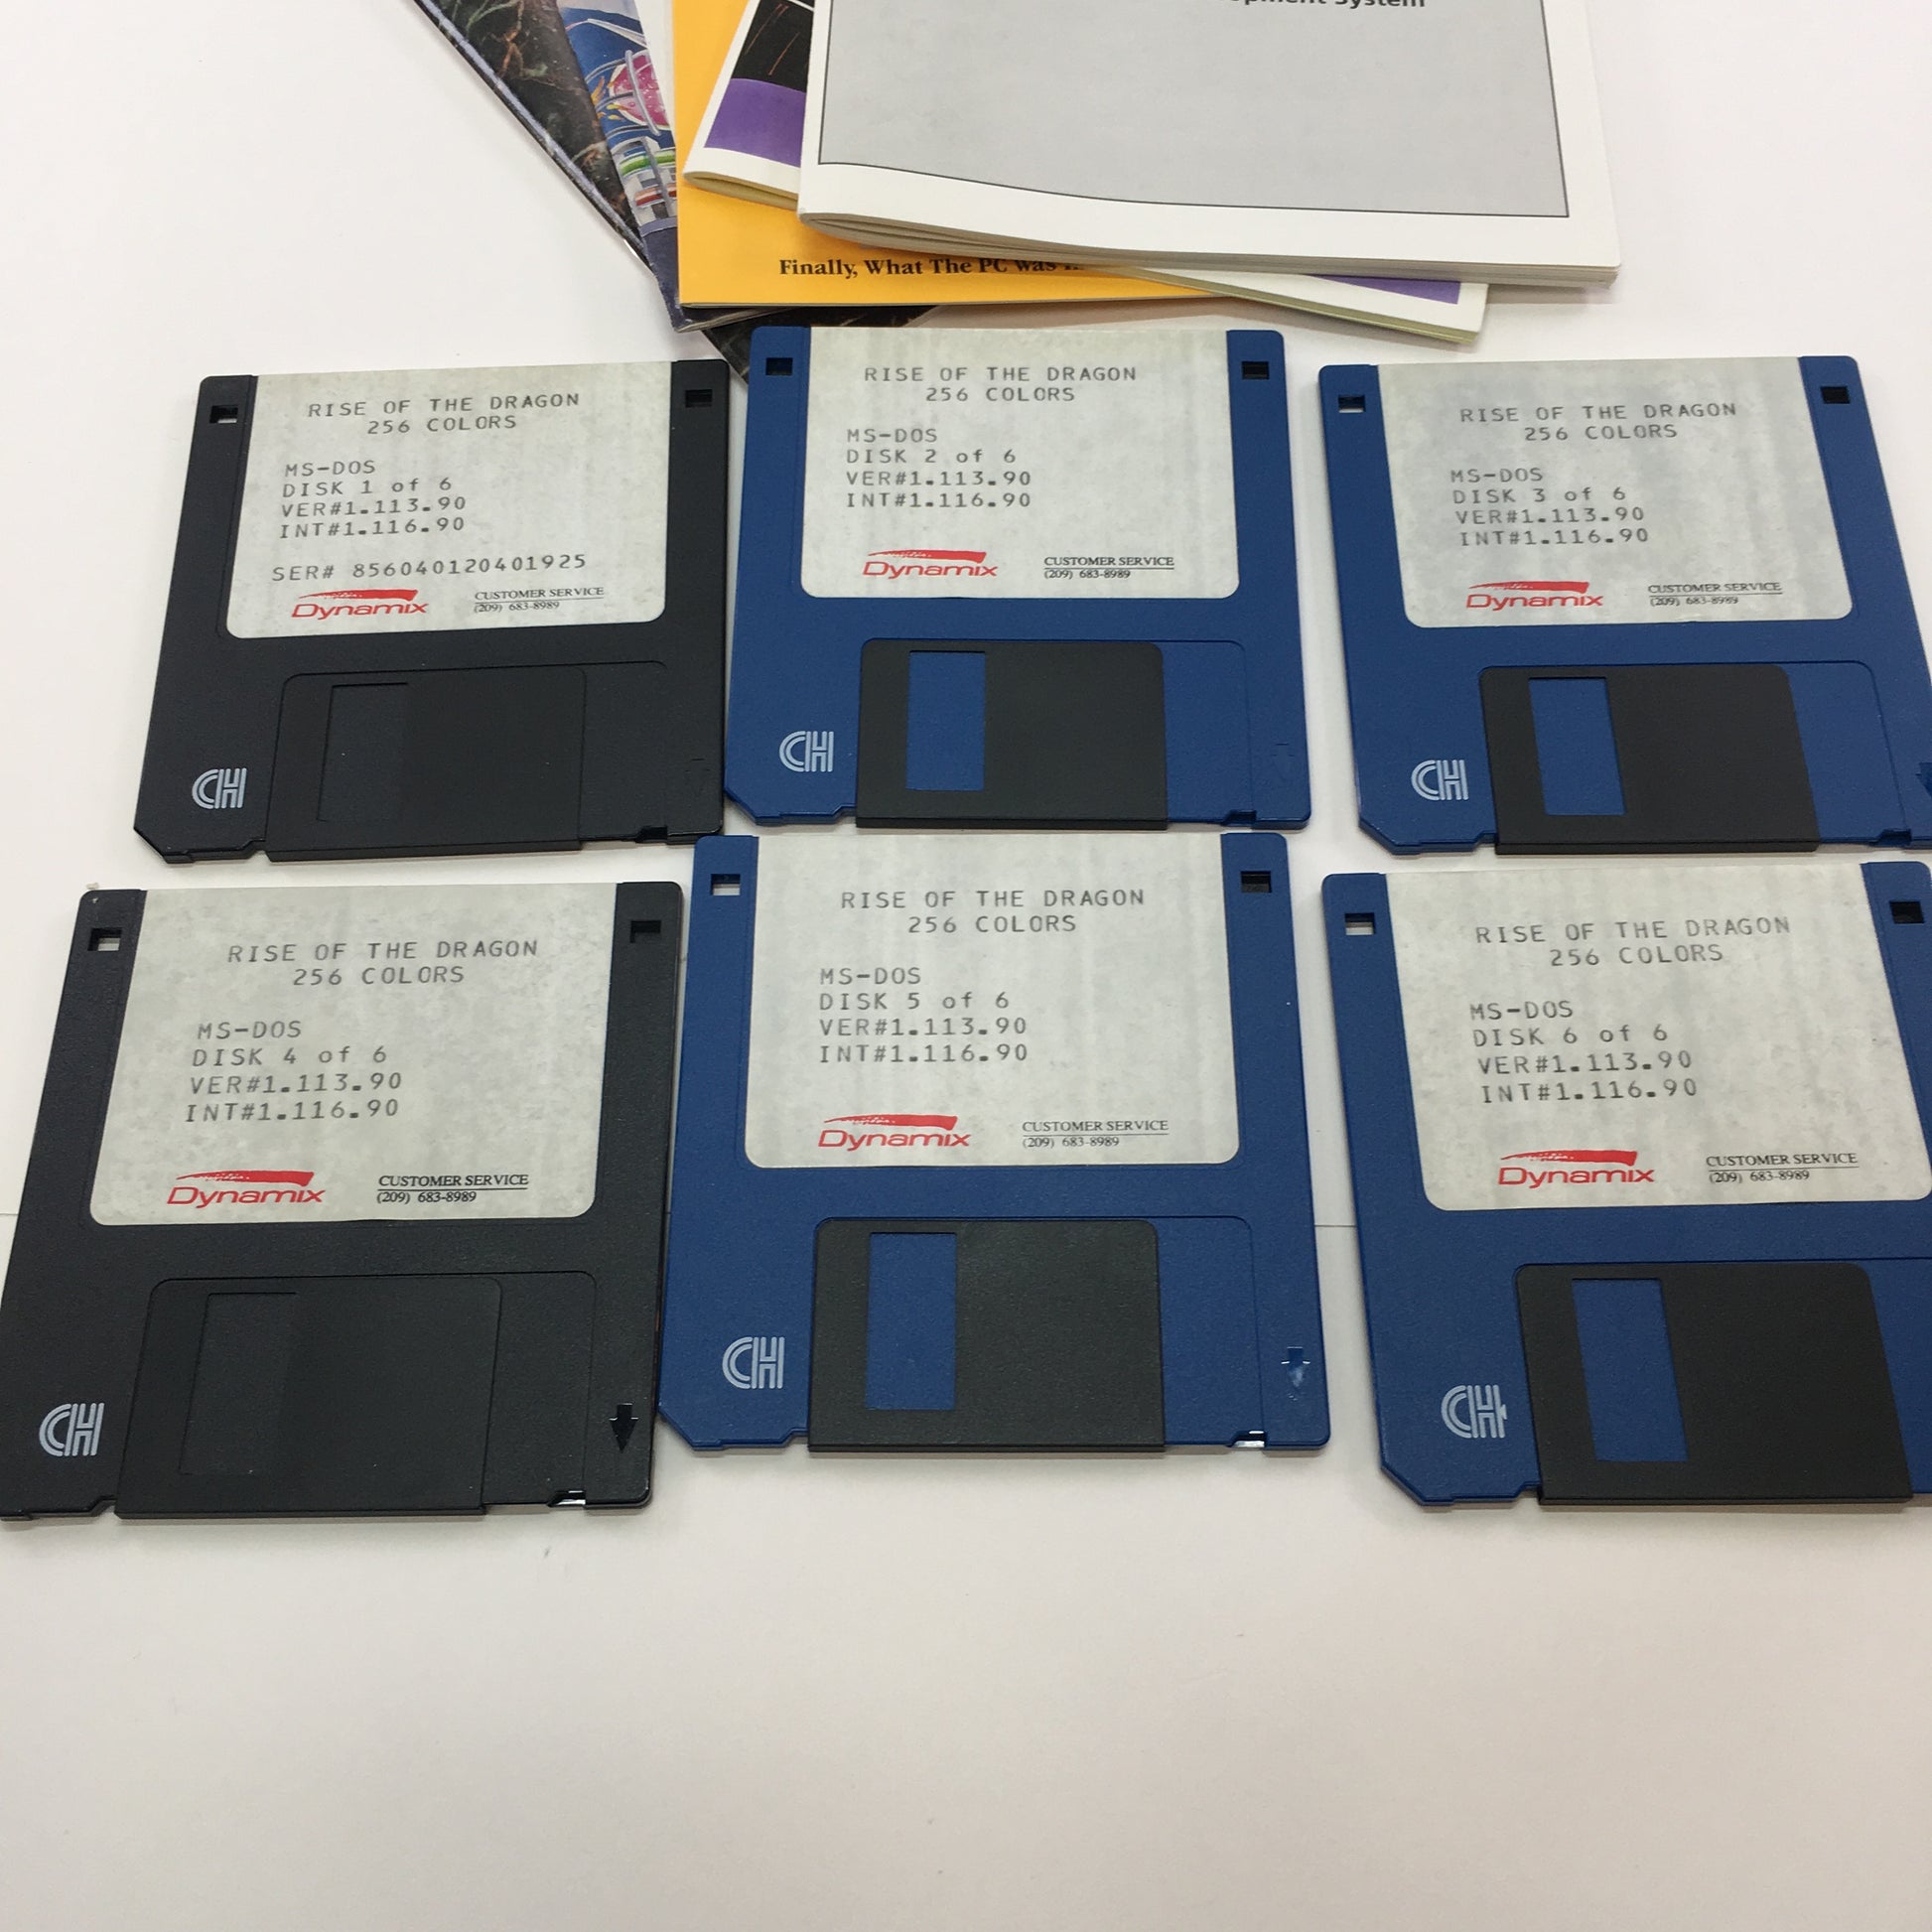 System
Finally, What The PC Was
RISE OF THE DRAGON
256 COLORS
MS-DOS
DISK 1 of 6
VER#1.113.90
INT#1.116.90
SER# 856040120401925
Dynamix
CUSTOMER SERVICE
(209) 683-8989
CH
RISE OF THE DRAGON
256 COLORS
MS-DOS
DISK 2 of 6
VER#1.113.90
INT#1.116.90
Dynamix
CUSTOMER SERVICE
(209) 683-8989
CH
RISE OF THE DRAGON
256 COLORS
MS-DOS
DISK 3 of 6
VER#1.113.90
INT#1.116.90
Dynamix
CUSTOMER SERVICE
(209) 683-8989
CH
RISE OF THE DRAGON
256 COLORS
MS-DOS
DISK 4 of 6
VER#1.113.90
INT#1.116.90
Dynamix
CUSTOMER SERVICE
(209) 683-8989
CH
RISE OF THE DRAGON
256 COLORS
MS-DOS
DISK 5 of 6
VER#1.113.90
INT#1.116.90
Dynamix
CUSTOMER SERVICE
(209) 683-8989
CH
RISE OF THE DRAGON
256 COLORS
MS-DOS
DISK 6 of 6
VER#1.113.90
INT#1.116.90
Dynamix
CUSTOMER SERVICE
(209) 683-8989
CH